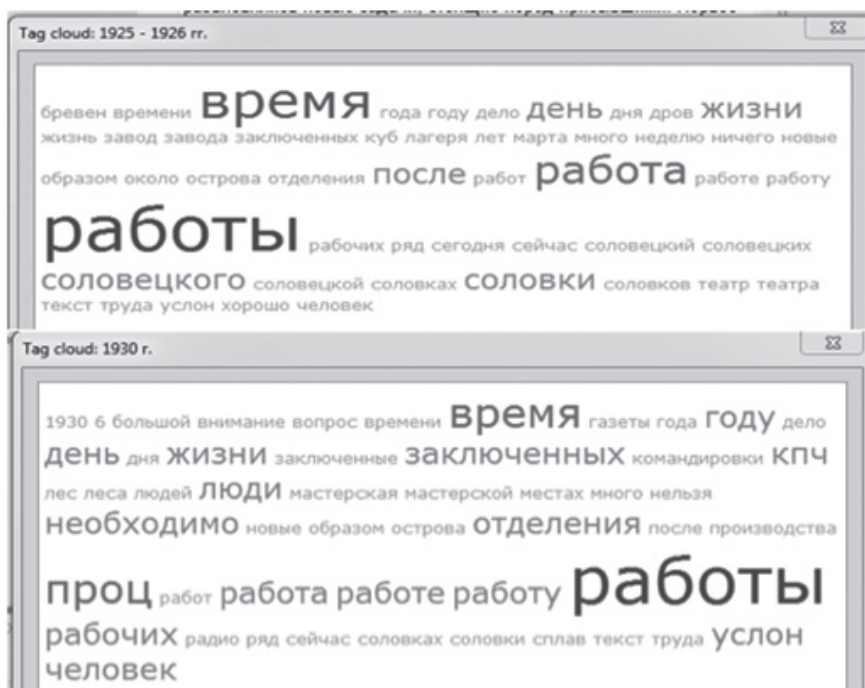 Tag cloud: 1925 - 1926 гг.
бревен времени время года году дело день дня дров жизни
жизнь завод завода заключенных куб лагеря лет марта много неделю ничего новые
образом около острова отделения после работ работа работе работу
работы рабочих ряд сегодня сейчас соловецкий соловецких
соловецкого соловецкой соловках соловки соловков театр театра
текст труда услон хорошо человек
Tag cloud: 1930 г.
1930 6 большой внимание вопрос времени время газеты года году дело
день дня жизни заключенные заключенных командировки кпч
лес леса людей люди мастерская мастерской местах много нельзя
необходимо новые образом острова отделения после производства
проц работ работа работе работу работы
рабочих радио ряд сейчас соловках соловки сплав текст труда услон
человек